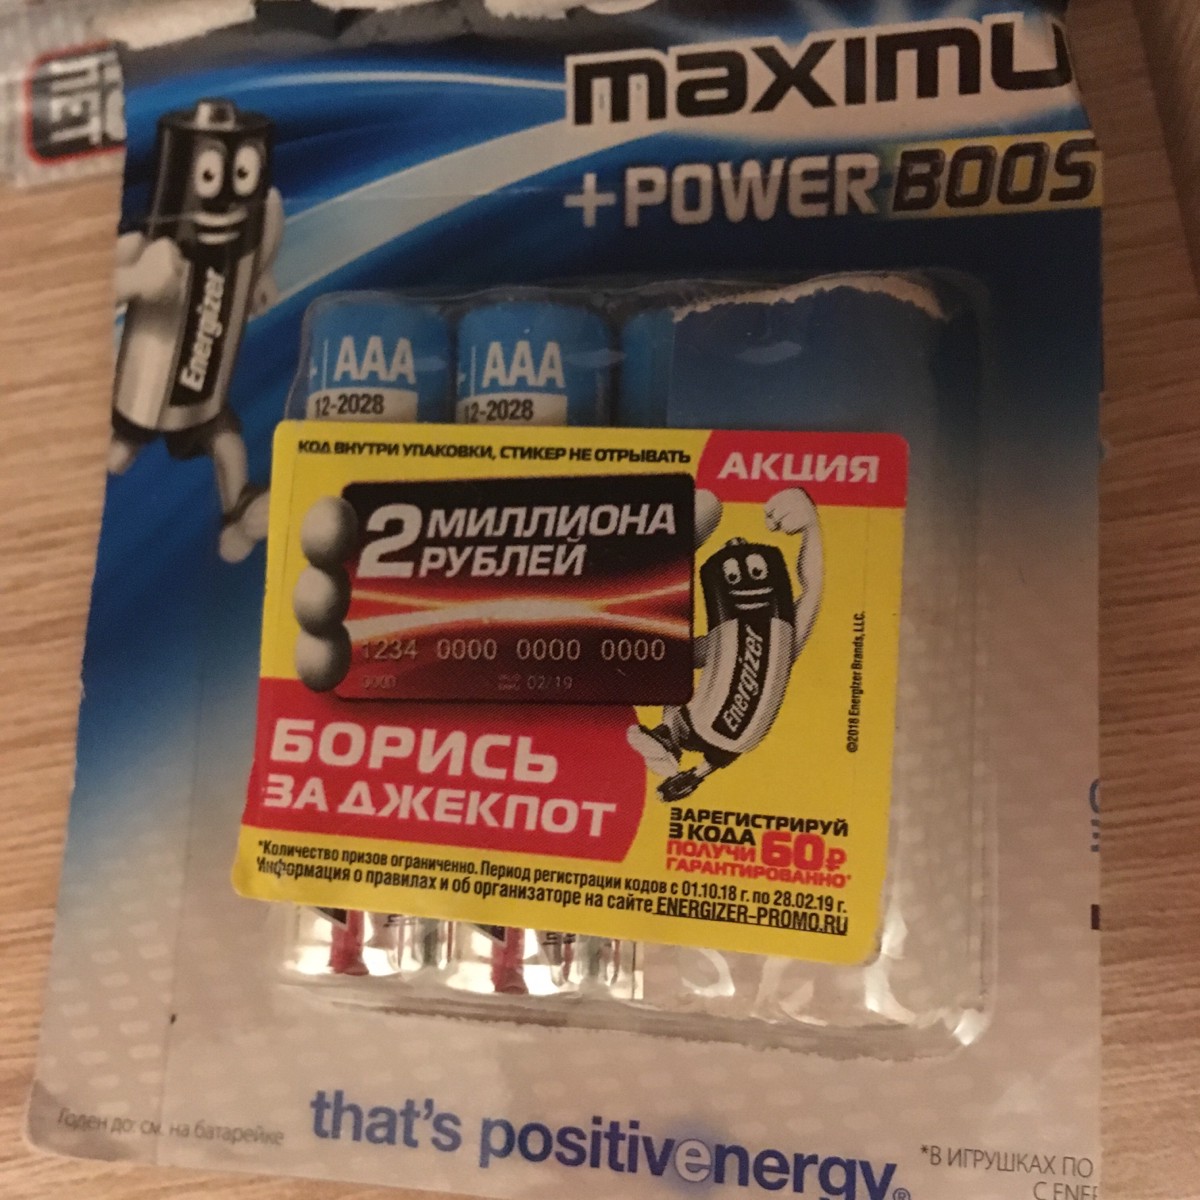 ЛЕТ
maximu
+POWER BOOS
Energizer
AAA
AAA
12-2028
12-2028
КОД ВНУТРИ УПАКОВКИ, СТИКЕР НЕ ОТРЫВАТЬ
АКЦИЯ
2 МИЛЛИОНА
РУБЛЕЙ
1234 0000 0000 0000
0000
02/19
Energizer
©2018 Energizer Brands, LLC.
БОРИСЬ
ЗА ДЖЕКПОТ
ЗАРЕГИСТРИРУЙ
3 КОДА
ПОЛУЧИ 60₽
ГАРАНТИРОВАННО*
*Количество призов ограниченно. Период регистрации кодов с 01.10.18 г. по 28.02.19 г.
Информация о правилах и об организаторе на сайте ENERGIZER-PROMO.RU
Годен до: см. на батарейке
that's positivenergy®
*В ИГРУШКАХ ПО
С ENER